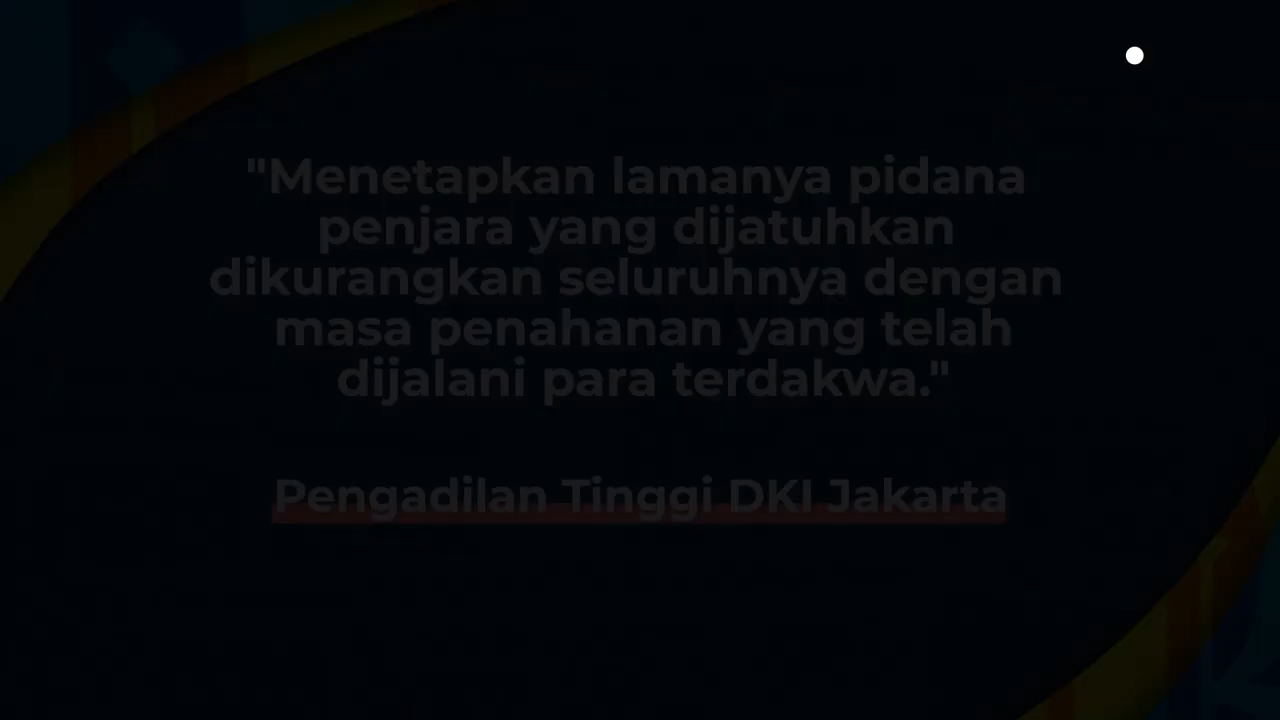 "Menetapkan lamanya pidana
penjara yang dijatuhkan
dikurangkan seluruhnya dengan
masa penahanan yang telah
dijalani para terdakwa."
Pengadilan Tinggi DKI Jakarta